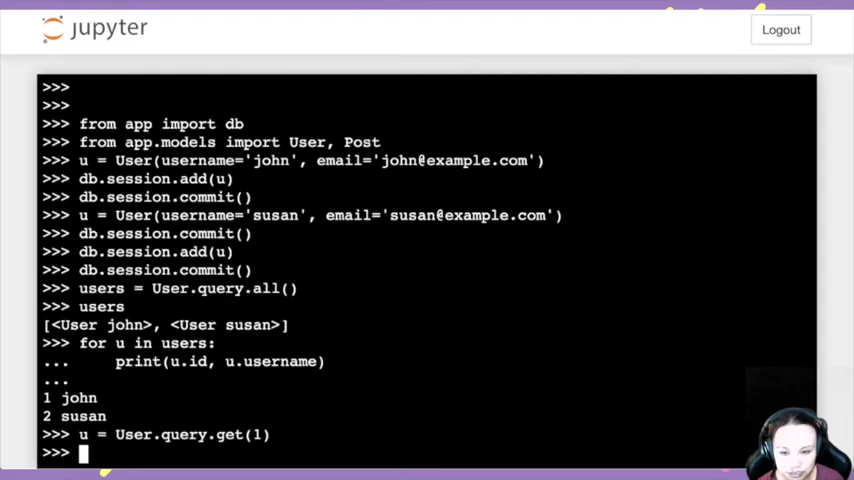 jupyter
Logout
>>>
>>>
>>> from app import db
>>> from app.models import User, Post
>>> u = User(username='john', email='john@example.com')
>>> db.session.add(u)
>>> db.session.commit()
>>> u = User(username='susan', email='susan@example.com')
>>> db.session.commit()
>>> db.session.add(u)
>>> db.session.commit()
>>> users = User.query.all()
>>> users
[<User john>, <User susan>]
>>> for u in users:
...     print(u.id, u.username)
...
1 john
2 susan
>>> u = User.query.get(1)
>>>